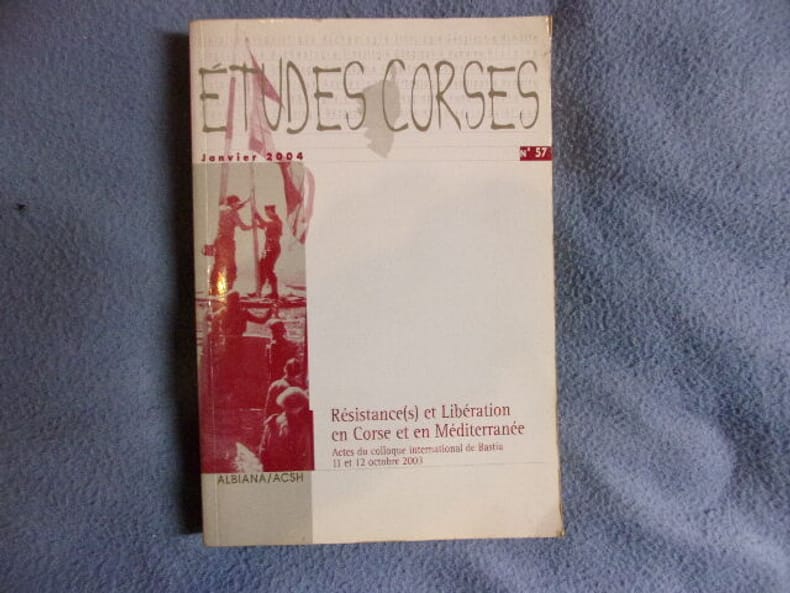 ÉTUDES CORSES
Janvier 2004
N° 57
Résistance(s) et Libération
en Corse et en Méditerranée
Actes du colloque international de Bastia
11 et 12 octobre 2003
ALBIANA/ACSH